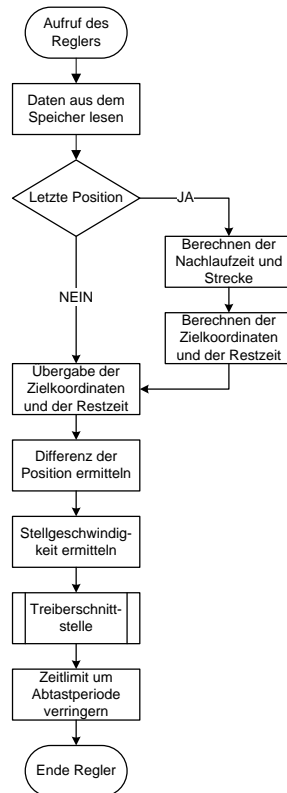 Aufruf des
Reglers
Daten aus dem
Speicher lesen
Letzte Position
JA
Berechnen der
Nachlaufzeit und
Strecke
NEIN
Berechnen der
Zielkoordinaten
und der Restzeit
Übergabe der
Zielkoordinaten
und der Restzeit
Differenz der
Position ermitteln
Stellgeschwindig-
keit ermitteln
Treiberschnitt-
stelle
Zeitlimit um
Abtastperiode
verringern
Ende Regler